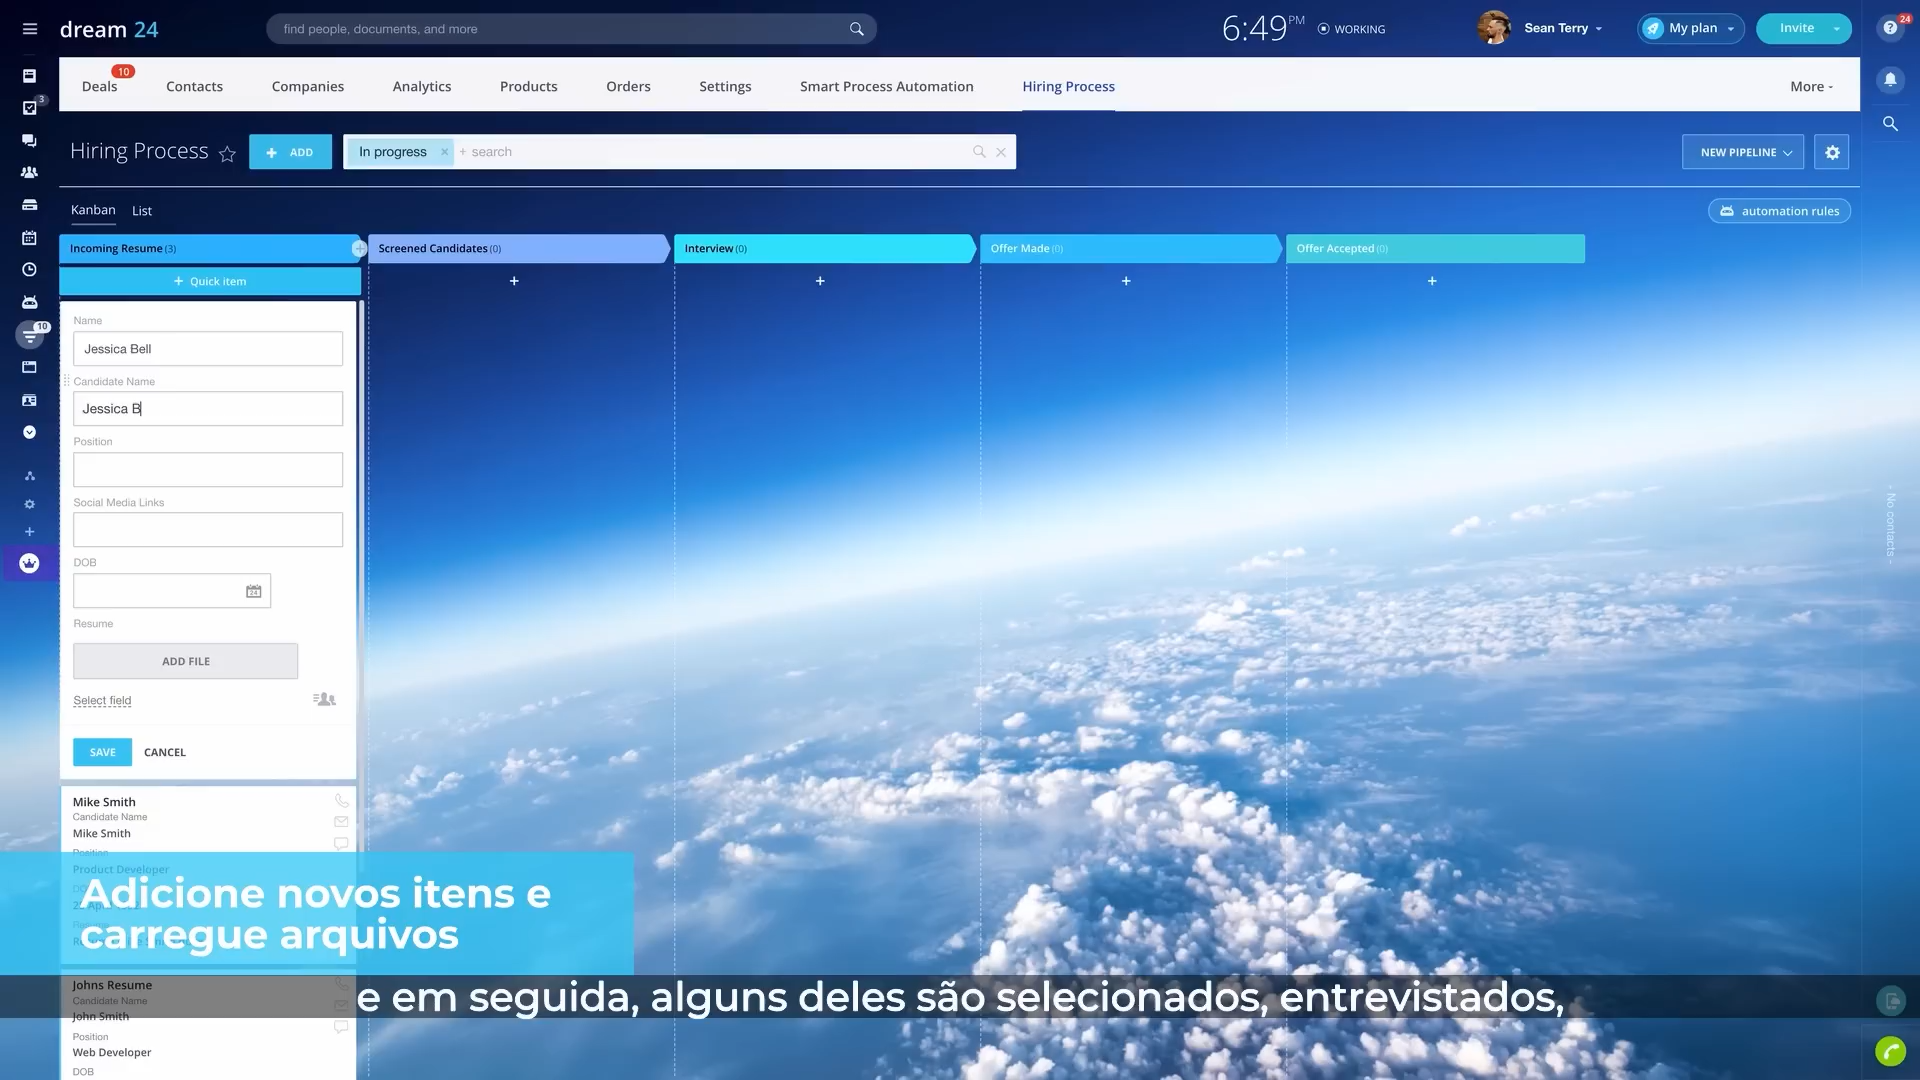 dream 24
find people, documents, and more
6:49 PM
WORKING
Sean Terry
My plan
Invite
24
3
10
Deals 10
Contacts
Companies
Analytics
Products
Orders
Settings
Smart Process Automation
Hiring Process
More
Hiring Process
+ ADD
In progress ×
+ search
NEW PIPELINE
Kanban
List
automation rules
Incoming Resume (3)
Screened Candidates (0)
Interview (0)
Offer Made (0)
Offer Accepted (0)
+ Quick item
+
+
+
+
Name
Jessica Bell
Candidate Name
Jessica B
Position
Social Media Links
DOB
24
Resume
ADD FILE
Select field
SAVE
CANCEL
- No contacts -
Mike Smith
Candidate Name
Mike Smith
Position
Product Developer
Adicione novos itens e
carregue arquivos
Johns Resume
Candidate Name
John Smith
Position
Web Developer
DOB
e em seguida, alguns deles são selecionados, entrevistados,